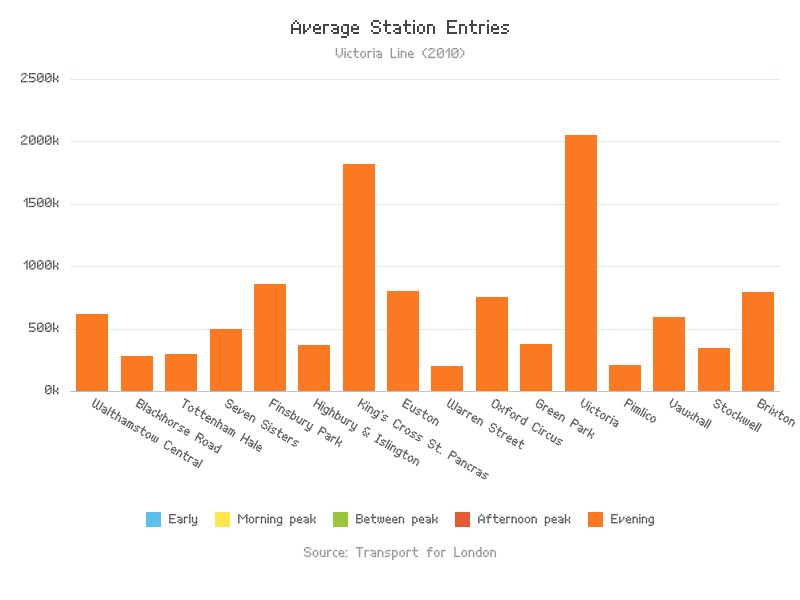 Average Station Entries
Victoria Line (2010)
2500k
2000k
1500k
1000k
500k
0k
Walthamstow Central
Blackhorse Road
Tottenham Hale
Seven Sisters
Finsbury Park
Highbury & Islington
King's Cross St. Pancras
Euston
Warren Street
Oxford Circus
Green Park
Victoria
Pimlico
Vauxhall
Stockwell
Brixton
Early
Morning peak
Between peak
Afternoon peak
Evening
Source: Transport for London